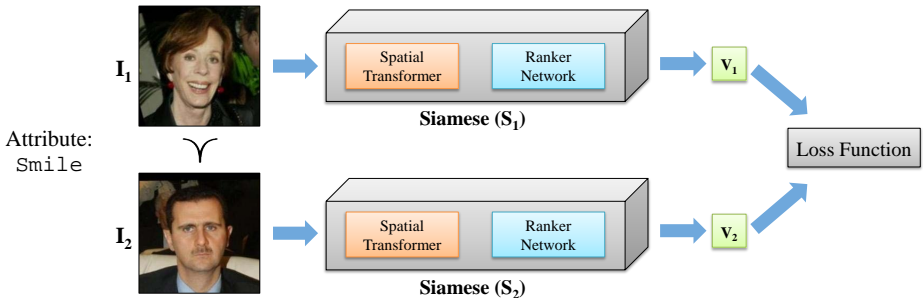 I1
Spatial
Transformer
Ranker
Network
Siamese (S1)
v1
Attribute:
Smile
Loss Function
I2
Spatial
Transformer
Ranker
Network
Siamese (S2)
v2